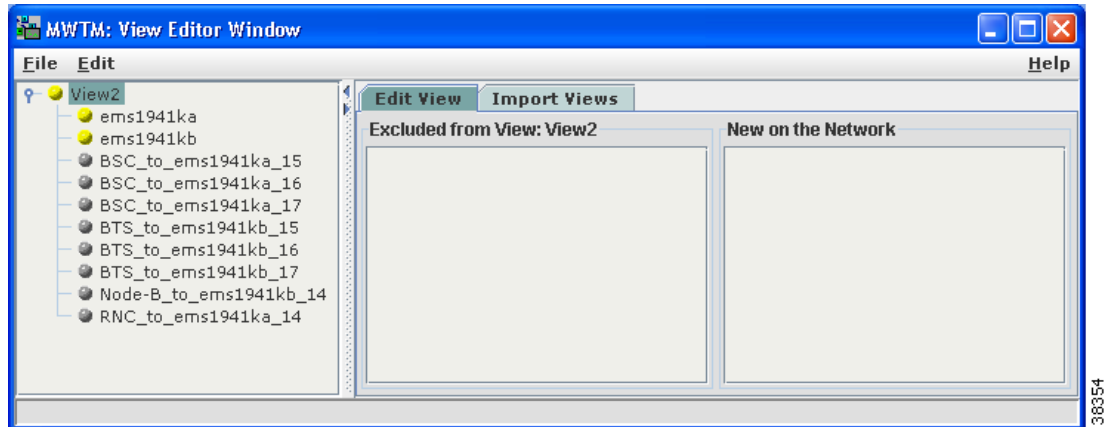 MWTM: View Editor Window
File Edit Help
View2
ems1941ka
ems1941kb
BSC_to_ems1941ka_15
BSC_to_ems1941ka_16
BSC_to_ems1941ka_17
BTS_to_ems1941kb_15
BTS_to_ems1941kb_16
BTS_to_ems1941kb_17
Node-B_to_ems1941kb_14
RNC_to_ems1941ka_14
Edit View Import Views
Excluded from View: View2
New on the Network
38354